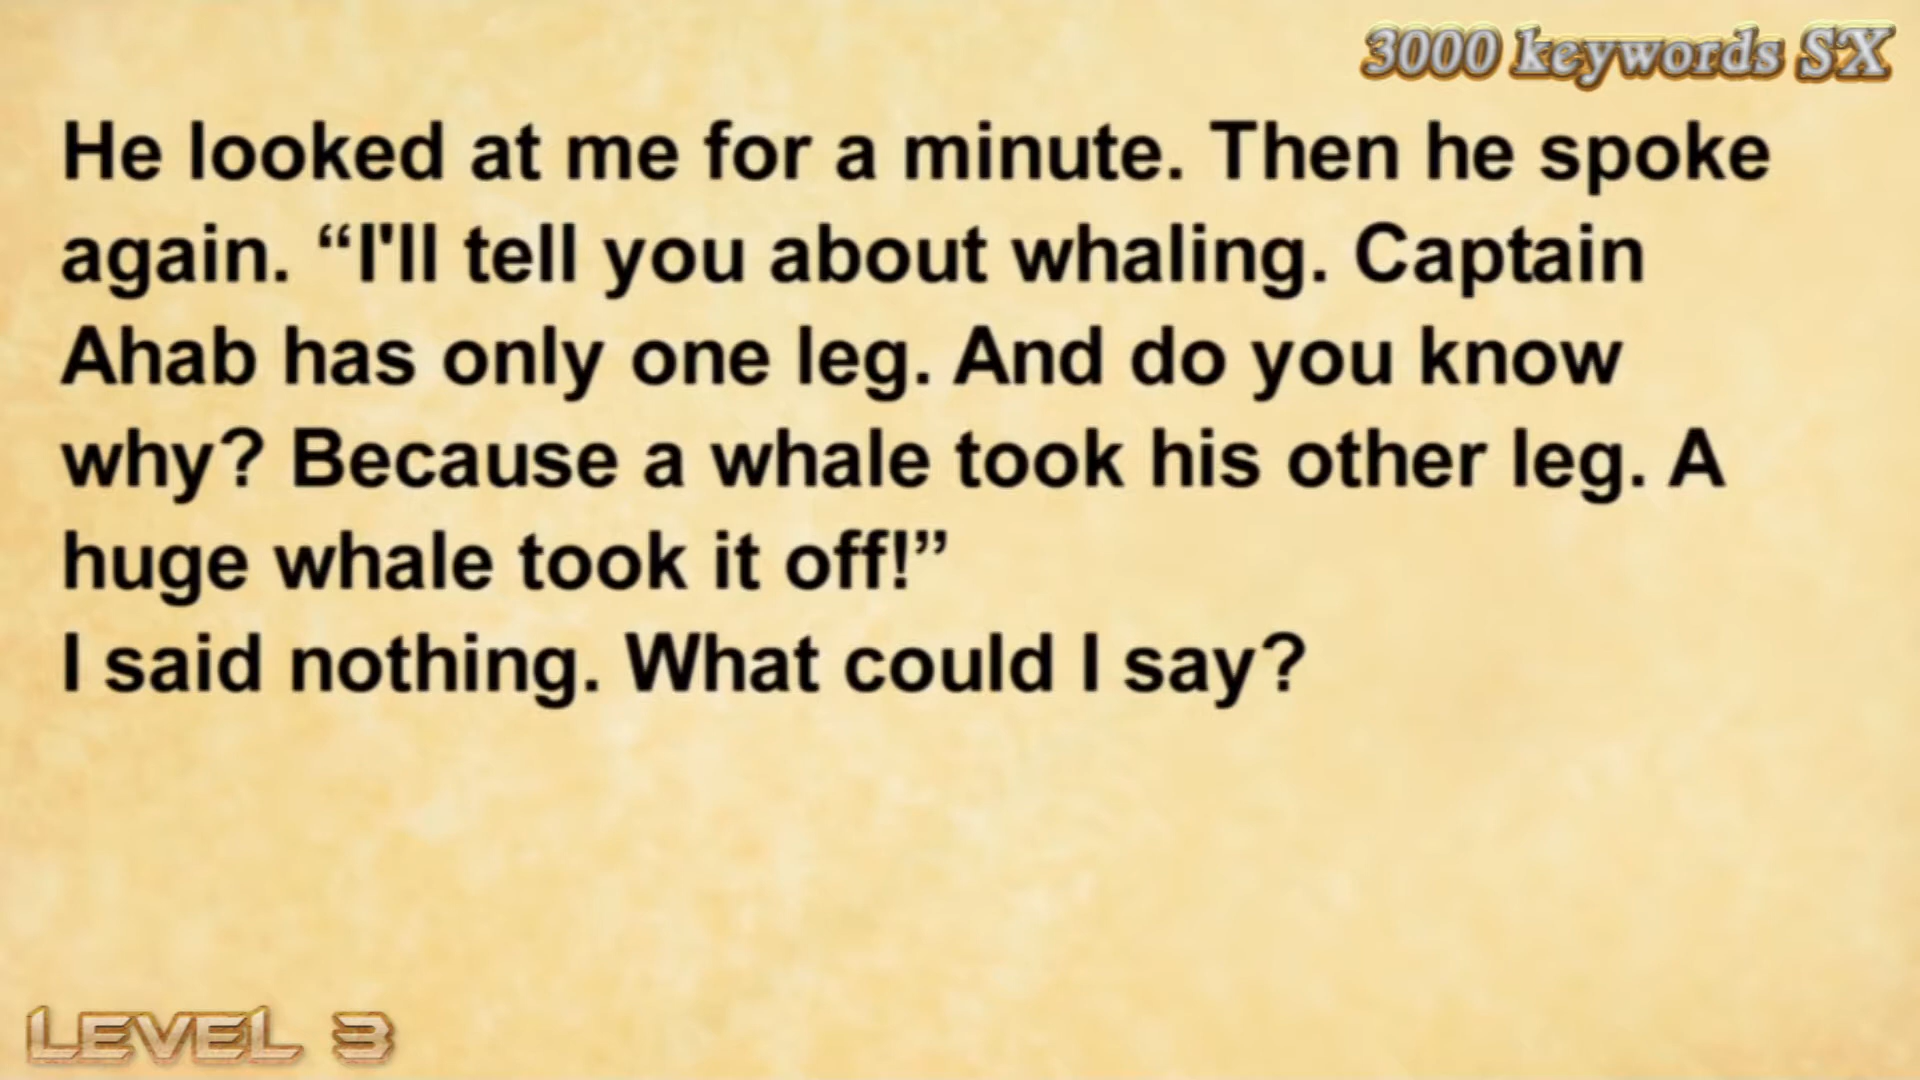 3000 keywords SX
He looked at me for a minute. Then he spoke
again. “I'll tell you about whaling. Captain
Ahab has only one leg. And do you know
why? Because a whale took his other leg. A
huge whale took it off!”
I said nothing. What could I say?
LEVEL 3